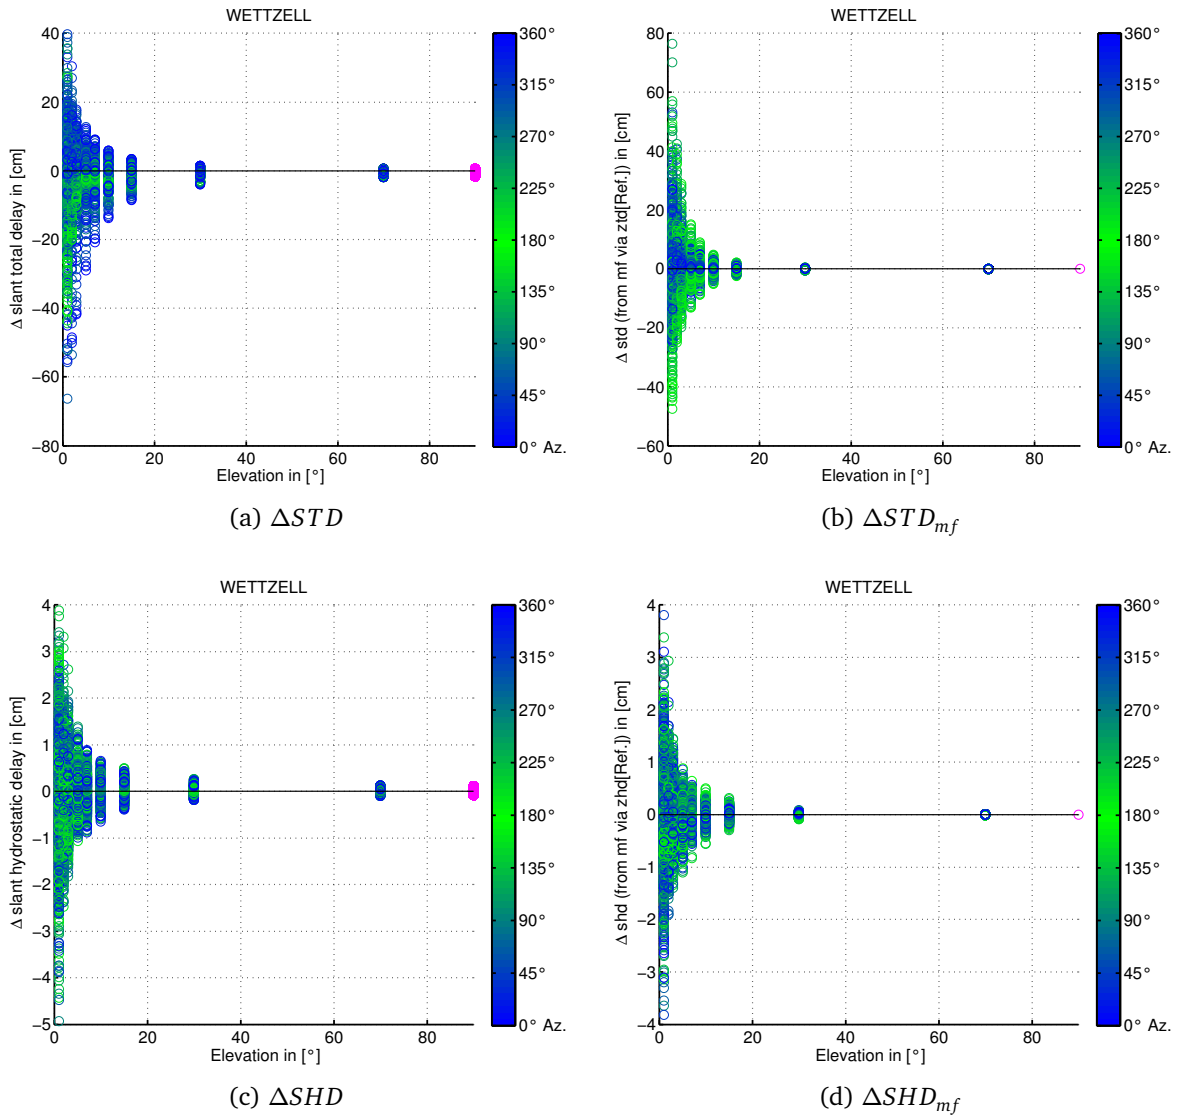 WETTZELL
Δ slant total delay in [cm]
40
20
0
−20
−40
−60
−80
0 20 40 60 80
Elevation in [°]
360°
315°
270°
225°
180°
135°
90°
45°
0° Az.
(a) ΔSTD
WETTZELL
Δ std (from mf via ztd[Ref.]) in [cm]
80
60
40
20
0
−20
−40
−60
0 20 40 60 80
Elevation in [°]
360°
315°
270°
225°
180°
135°
90°
45°
0° Az.
(b) ΔSTD_mf
WETTZELL
Δ slant hydrostatic delay in [cm]
4
3
2
1
0
−1
−2
−3
−4
−5
0 20 40 60 80
Elevation in [°]
360°
315°
270°
225°
180°
135°
90°
45°
0° Az.
(c) ΔSHD
WETTZELL
Δ shd (from mf via zhd[Ref.]) in [cm]
4
3
2
1
0
−1
−2
−3
−4
0 20 40 60 80
Elevation in [°]
360°
315°
270°
225°
180°
135°
90°
45°
0° Az.
(d) ΔSHD_mf